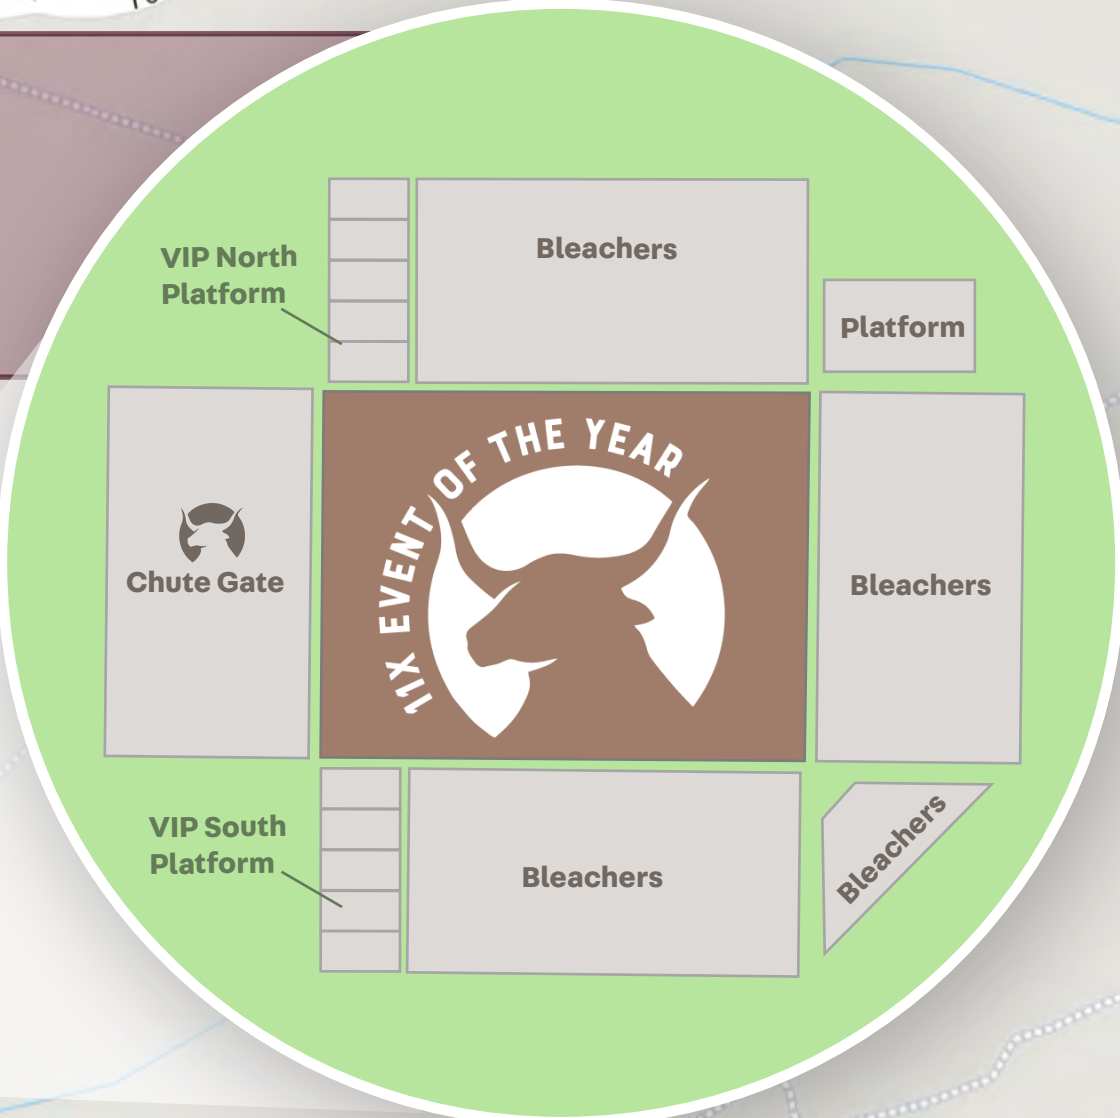 VIP North
Platform
Bleachers
Platform
11X EVENT OF THE YEAR
Chute Gate
Bleachers
VIP South
Platform
Bleachers
Bleachers